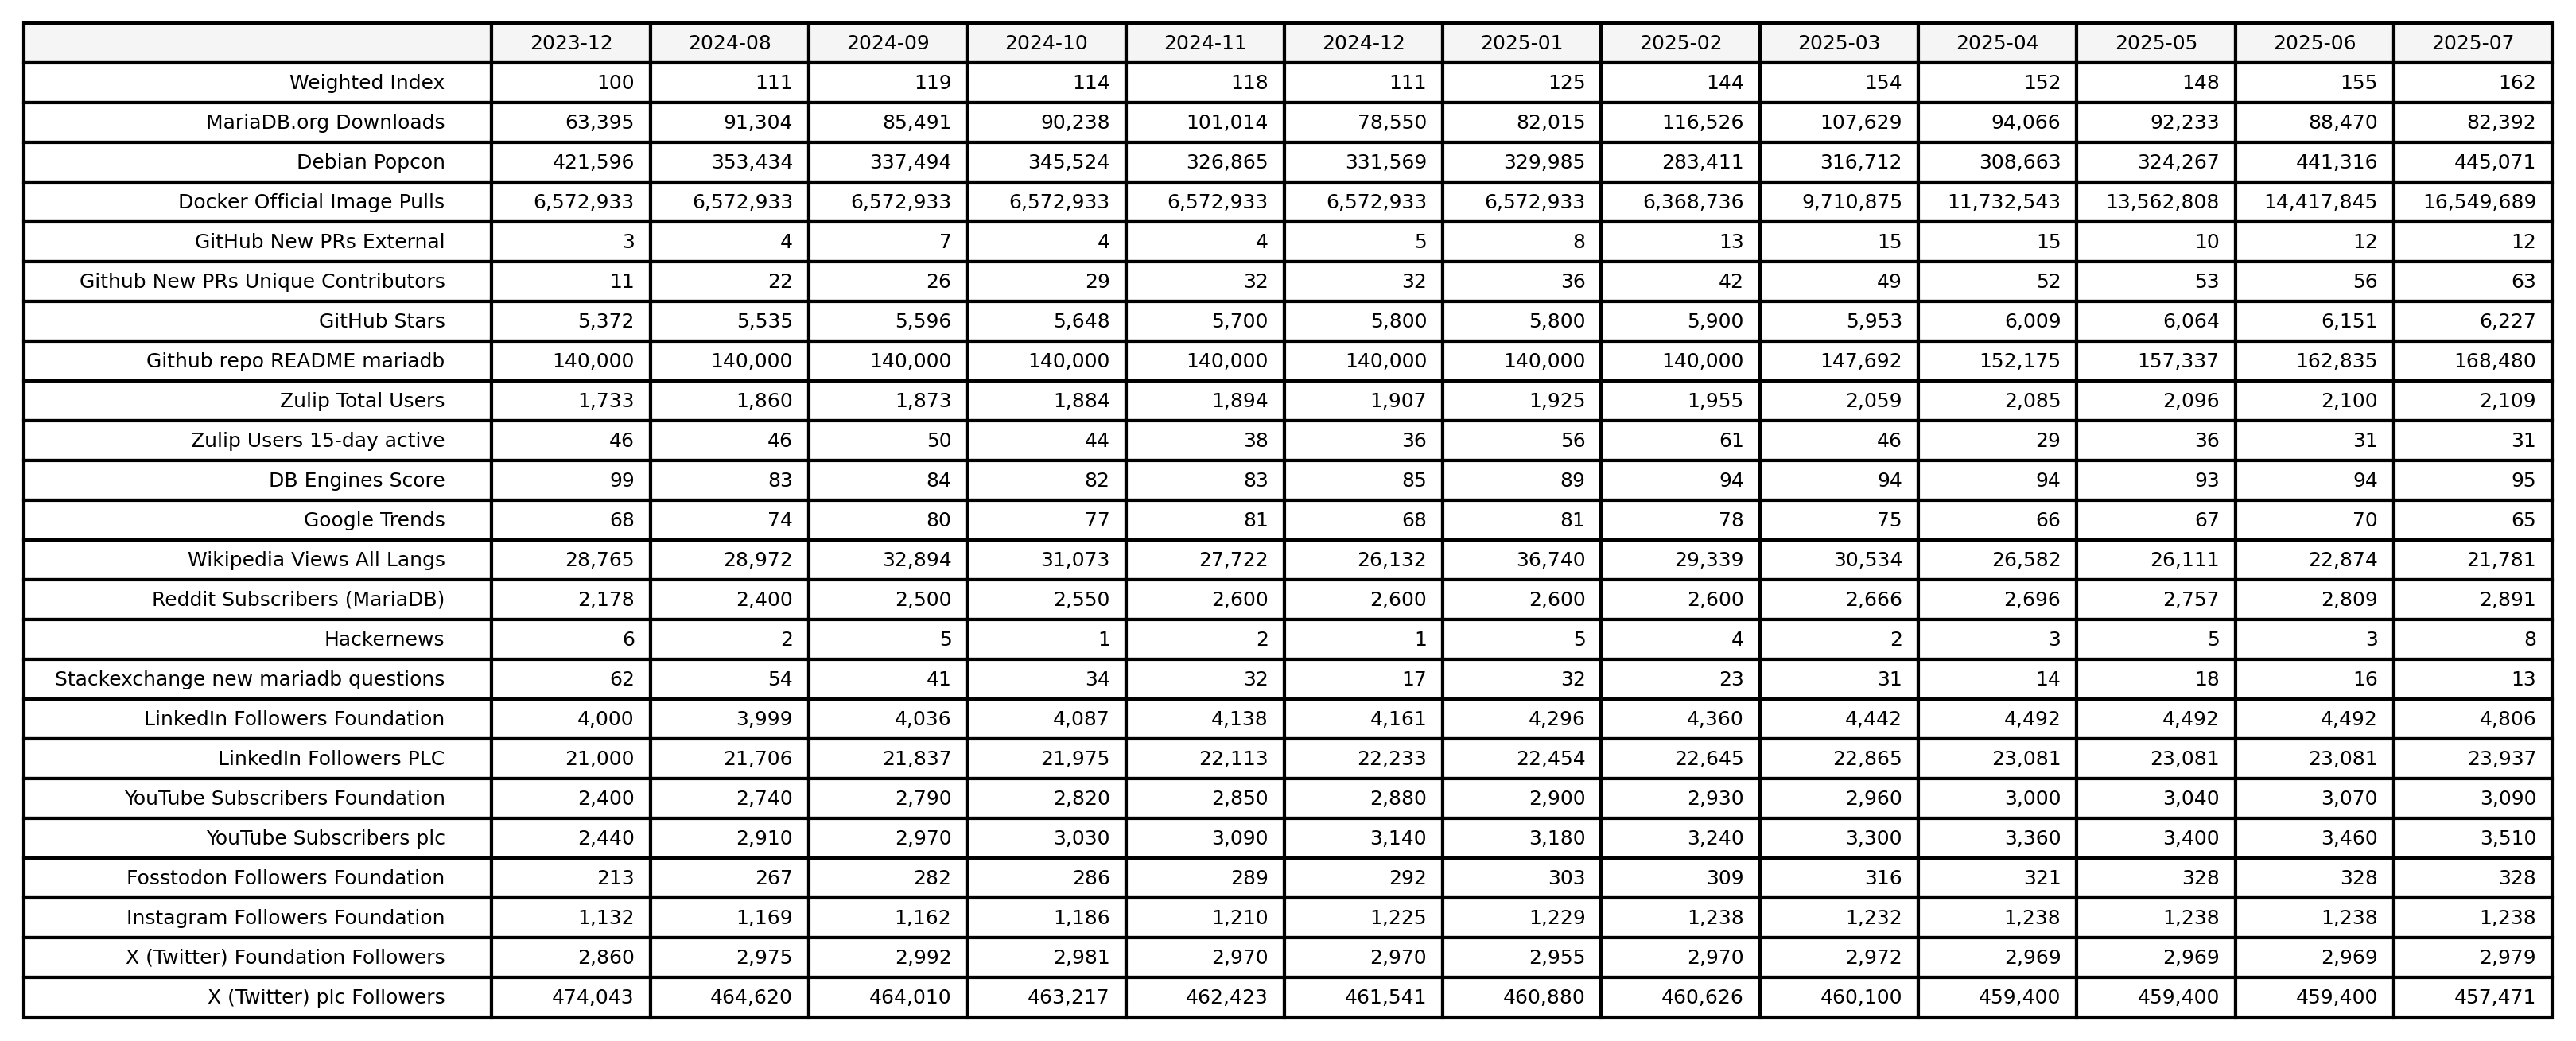 2023-12 2024-08 2024-09 2024-10 2024-11 2024-12 2025-01 2025-02 2025-03 2025-04 2025-05 2025-06 2025-07
Weighted Index 100 111 119 114 118 111 125 144 154 152 148 155 162
MariaDB.org Downloads 63,395 91,304 85,491 90,238 101,014 78,550 82,015 116,526 107,629 94,066 92,233 88,470 82,392
Debian Popcon 421,596 353,434 337,494 345,524 326,865 331,569 329,985 283,411 316,712 308,663 324,267 441,316 445,071
Docker Official Image Pulls 6,572,933 6,572,933 6,572,933 6,572,933 6,572,933 6,572,933 6,572,933 6,368,736 9,710,875 11,732,543 13,562,808 14,417,845 16,549,689
GitHub New PRs External 3 4 7 4 4 5 8 13 15 15 10 12 12
Github New PRs Unique Contributors 11 22 26 29 32 32 36 42 49 52 53 56 63
GitHub Stars 5,372 5,535 5,596 5,648 5,700 5,800 5,800 5,900 5,953 6,009 6,064 6,151 6,227
Github repo README mariadb 140,000 140,000 140,000 140,000 140,000 140,000 140,000 140,000 147,692 152,175 157,337 162,835 168,480
Zulip Total Users 1,733 1,860 1,873 1,884 1,894 1,907 1,925 1,955 2,059 2,085 2,096 2,100 2,109
Zulip Users 15-day active 46 46 50 44 38 36 56 61 46 29 36 31 31
DB Engines Score 99 83 84 82 83 85 89 94 94 94 93 94 95
Google Trends 68 74 80 77 81 68 81 78 75 66 67 70 65
Wikipedia Views All Langs 28,765 28,972 32,894 31,073 27,722 26,132 36,740 29,339 30,534 26,582 26,111 22,874 21,781
Reddit Subscribers (MariaDB) 2,178 2,400 2,500 2,550 2,600 2,600 2,600 2,600 2,666 2,696 2,757 2,809 2,891
Hackernews 6 2 5 1 2 1 5 4 2 3 5 3 8
Stackexchange new mariadb questions 62 54 41 34 32 17 32 23 31 14 18 16 13
LinkedIn Followers Foundation 4,000 3,999 4,036 4,087 4,138 4,161 4,296 4,360 4,442 4,492 4,492 4,492 4,806
LinkedIn Followers PLC 21,000 21,706 21,837 21,975 22,113 22,233 22,454 22,645 22,865 23,081 23,081 23,081 23,937
YouTube Subscribers Foundation 2,400 2,740 2,790 2,820 2,850 2,880 2,900 2,930 2,960 3,000 3,040 3,070 3,090
YouTube Subscribers plc 2,440 2,910 2,970 3,030 3,090 3,140 3,180 3,240 3,300 3,360 3,400 3,460 3,510
Fosstodon Followers Foundation 213 267 282 286 289 292 303 309 316 321 328 328 328
Instagram Followers Foundation 1,132 1,169 1,162 1,186 1,210 1,225 1,229 1,238 1,232 1,238 1,238 1,238 1,238
X (Twitter) Foundation Followers 2,860 2,975 2,992 2,981 2,970 2,970 2,955 2,970 2,972 2,969 2,969 2,969 2,979
X (Twitter) plc Followers 474,043 464,620 464,010 463,217 462,423 461,541 460,880 460,626 460,100 459,400 459,400 459,400 457,471